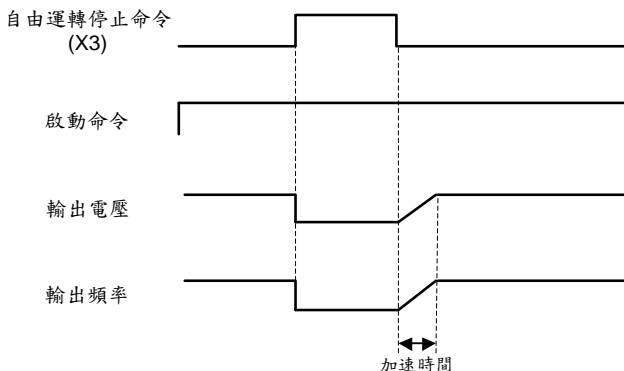 自由運轉停止命令
(X3)
啟動命令
輸出電壓
輸出頻率
加速時間